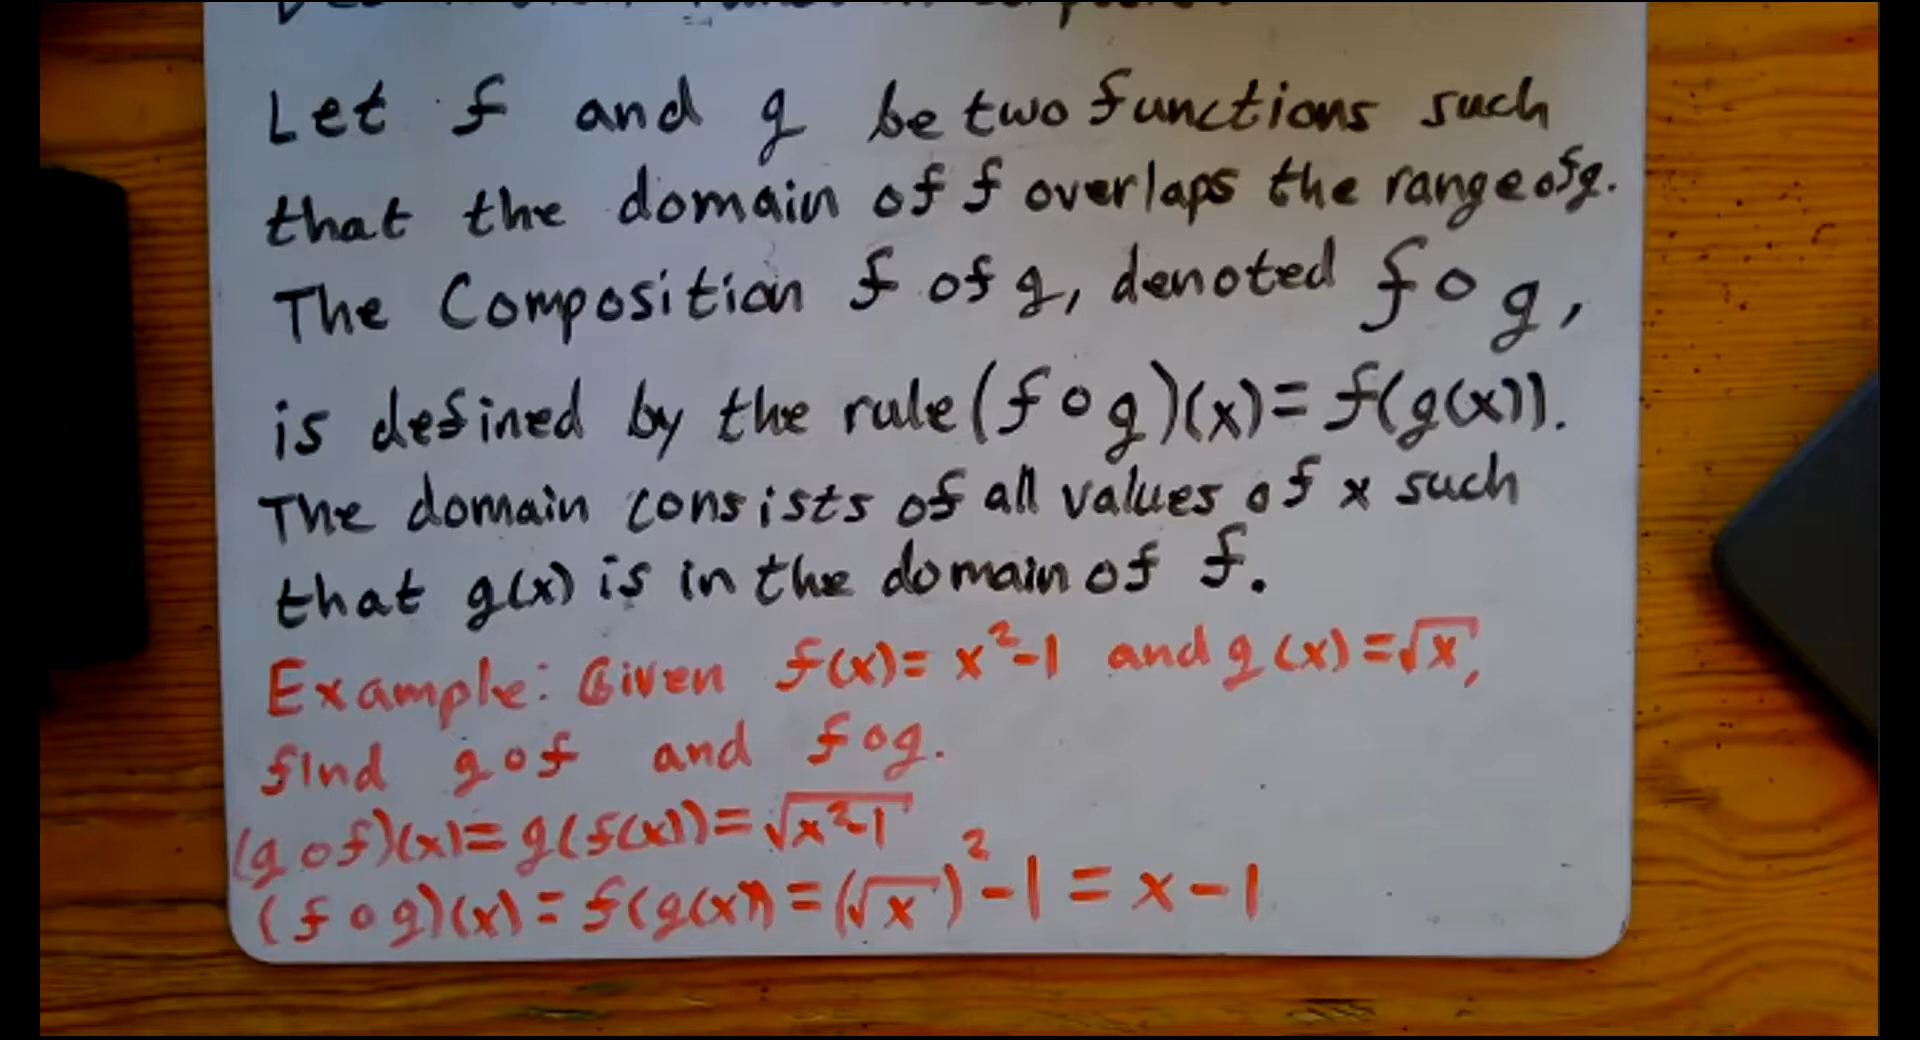 Let f and g be two functions such
that the domain of f overlaps the range of g.
The Composition f of g, denoted f o g,
is defined by the rule (f o g)(x) = f(g(x)).
The domain consists of all values of x such
that g(x) is in the domain of f.
Example: Given f(x) = x²-1 and g(x) = √x,
find g o f and f o g.
(g o f)(x) = g(f(x)) = √x²-1
(f o g)(x) = f(g(x)) = (√x)² - 1 = x - 1